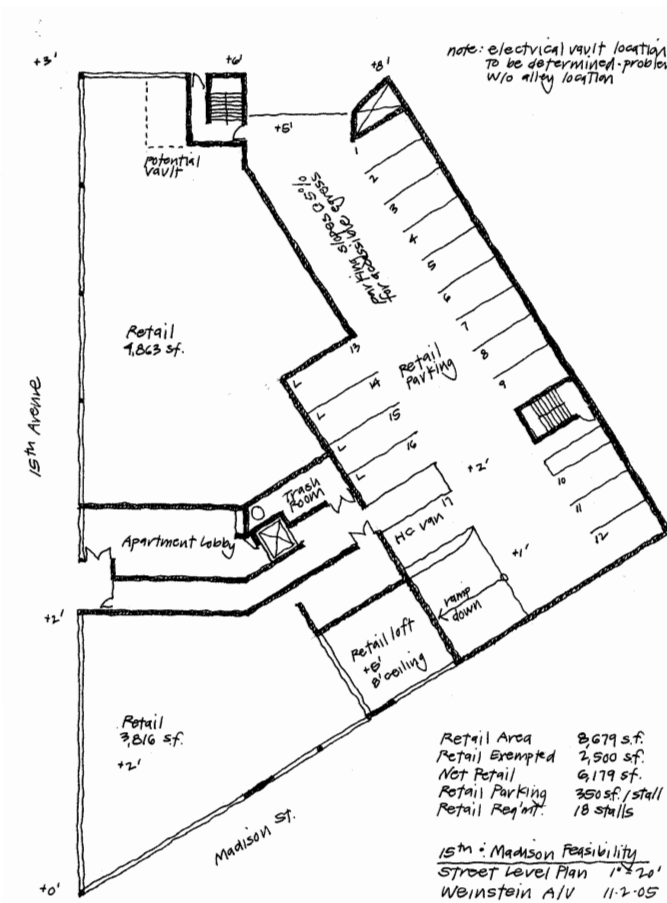 +3'
+6'
+8'
note: electrical vault location
to be determined-problem
w/o alley location
+5'
potential
vault
parking slopes @ 5%
for accessible egress
1
2
3
4
5
6
7
8
9
10
11
12
13
14
15
16
17
Retail
4,863 sf.
Retail
Parking
+2'
15th Avenue
Trash
Room
Apartment Lobby
HC van
+1'
ramp
down
+2'
Retail loft
+5'
8' ceiling
Retail
3,816 s.f.
+2'
Madison St.
+0'
Retail Area 8,679 s.f.
Retail Exempted 2,500 s.f.
Net Retail 6,179 sf.
Retail Parking 350 s.f./stall
Retail Req'mt. 18 stalls
15th & Madison Feasibility
Street Level Plan 1"=20'
Weinstein A/U 11.2.05